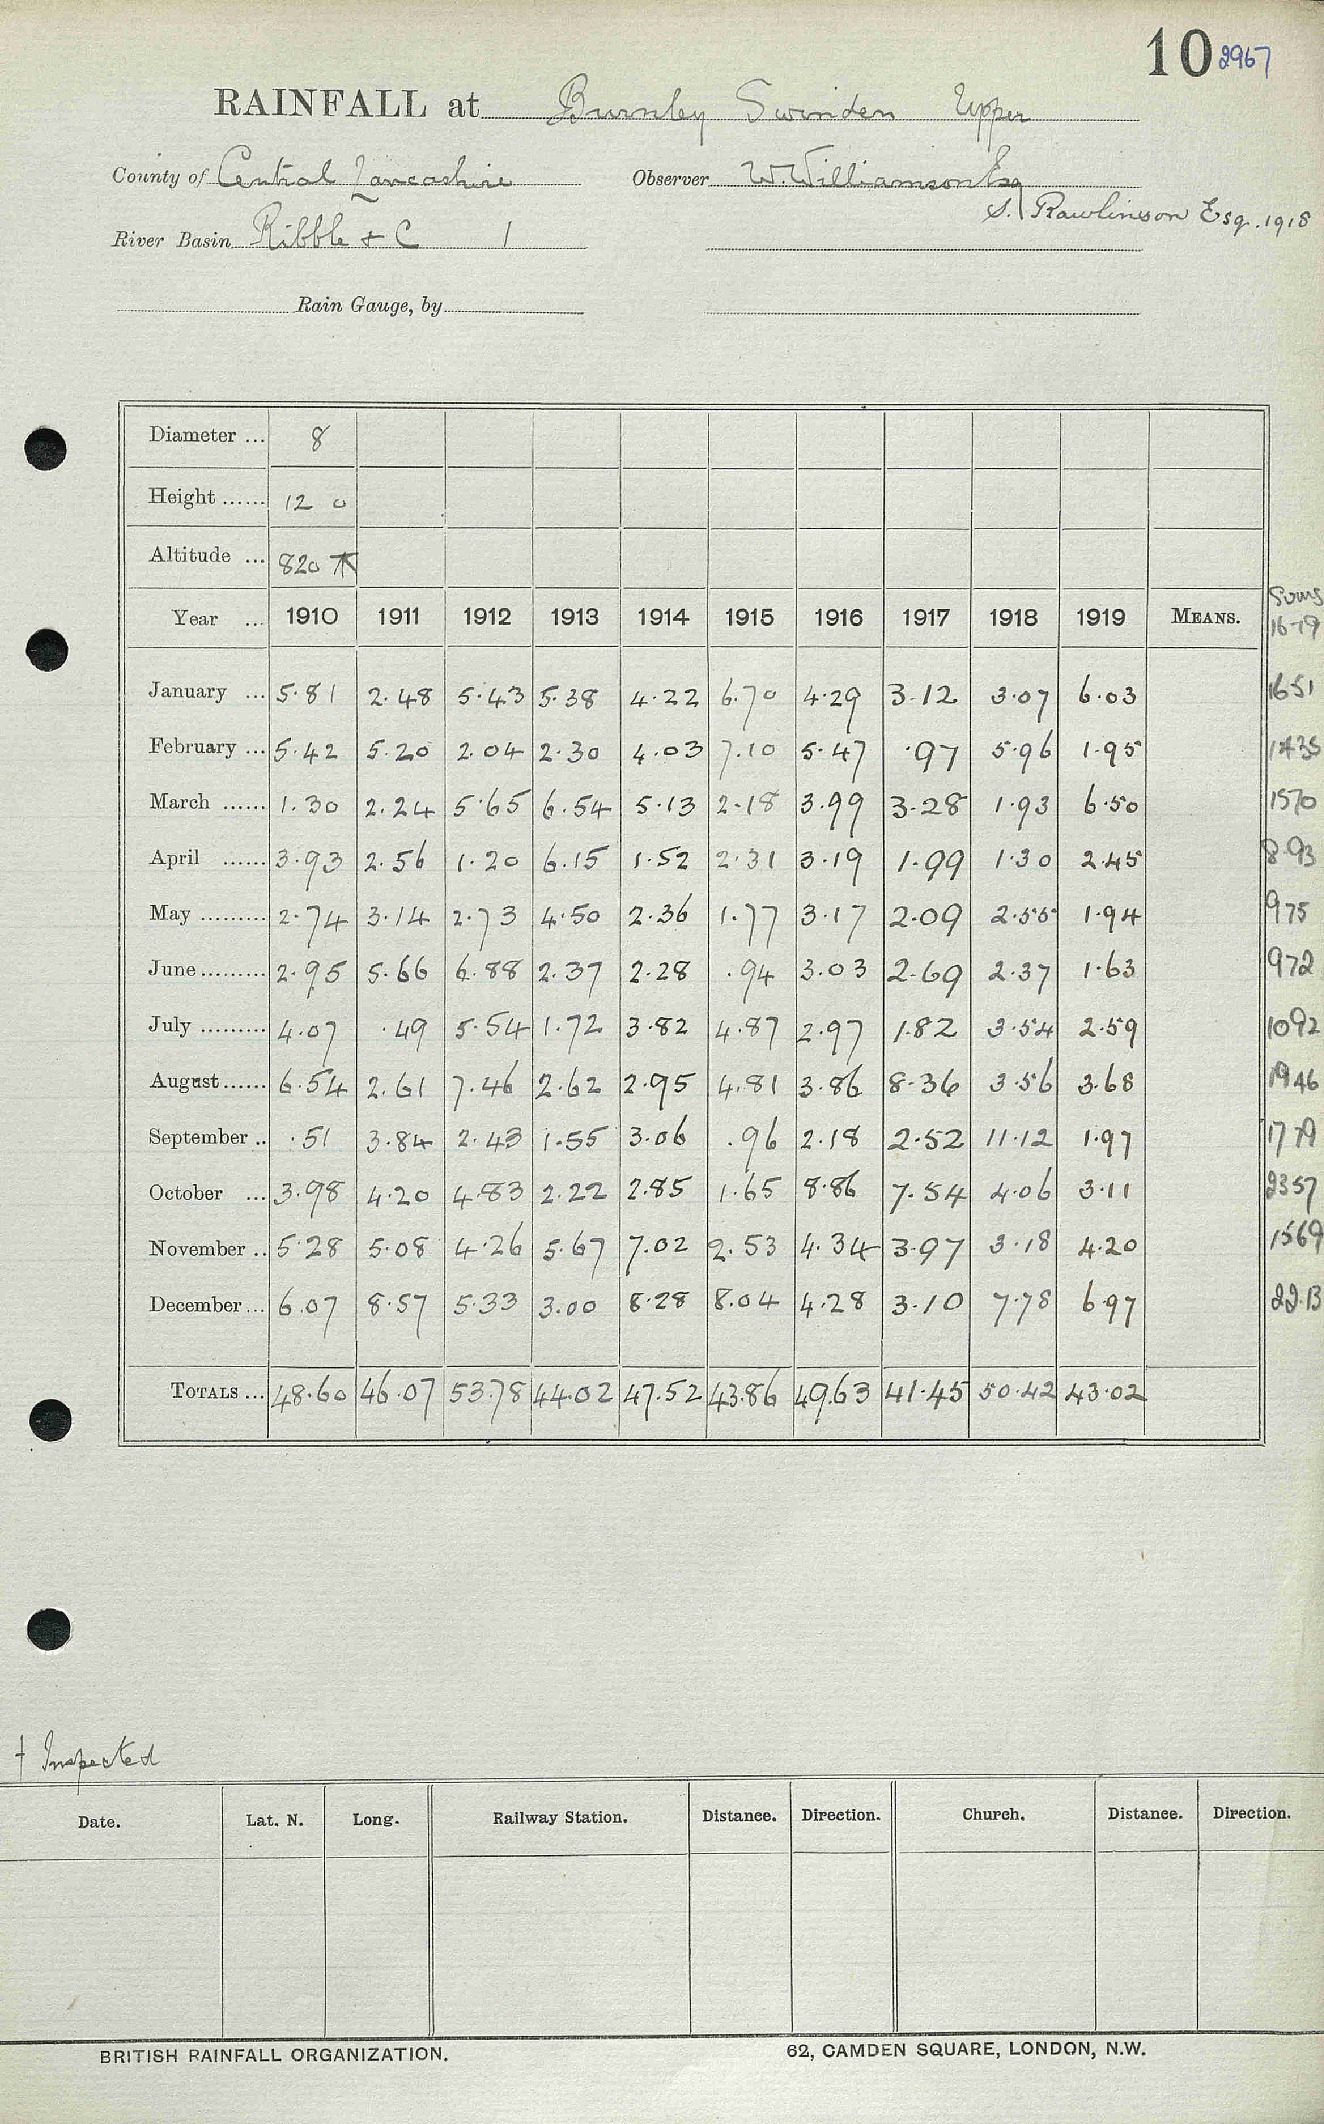 10 2967
RAINFALL at Burnley Swinden Upper
County of Central Lancashire Observer W. Williamson Esq
S. Rawlinson Esq. 1918
River Basin Ribble + C 1
Rain Gauge, by
Diameter ... 8
Height ...... 12 0
Altitude ... 820
Sums
Year ... 1910 1911 1912 1913 1914 1915 1916 1917 1918 1919 MEANS. 16-19
January ... 5.81 2.48 5.43 5.38 4.22 6.70 4.29 3.12 3.07 6.03 1651
February ... 5.42 5.20 2.04 2.30 4.03 7.10 5.47 .97 5.96 1.95 1435
March ...... 1.30 2.24 5.65 6.54 5.13 2.18 3.99 3.28 1.93 6.50 1570
April ...... 3.93 2.56 1.20 6.15 1.52 2.31 3.19 1.99 1.30 2.45 8.93
May ......... 2.74 3.14 2.73 4.50 2.36 1.77 3.17 2.09 2.55 1.94 975
June ......... 2.95 5.66 6.88 2.37 2.28 .94 3.03 2.69 2.37 1.63 972
July ......... 4.07 .49 5.54 1.72 3.82 4.87 2.97 1.82 3.54 2.59 1092
August ...... 6.54 2.61 7.46 2.62 2.95 4.81 3.86 8.36 3.56 3.68 1946
September .. .51 3.84 2.43 1.55 3.06 .96 2.18 2.52 11.12 1.97 1779
October ... 3.98 4.20 4.83 2.22 2.85 1.65 8.86 7.54 4.06 3.11 2357
November .. 5.28 5.08 4.26 5.67 7.02 2.53 4.34 3.97 3.18 4.20 1569
December ... 6.07 8.57 5.33 3.00 8.28 8.04 4.28 3.10 7.78 6.97 22.13
TOTALS ... 48.60 46.07 53.78 44.02 47.52 43.86 49.63 41.45 50.42 43.02
† Inspected
Date. Lat. N. Long. Railway Station. Distance. Direction. Church. Distance. Direction.
BRITISH RAINFALL ORGANIZATION. 62, CAMDEN SQUARE, LONDON, N.W.